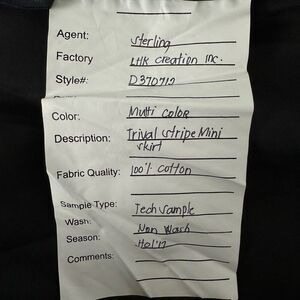 Agent: Sterling
Factory LHK Creation Inc.
Style#: D370712
Color: Multi Color
Description: Trival Stripe Mini
Skirt
Fabric Quality: 100% Cotton
Sample Type: Tech Sample
Wash: Non Wash
Season: Hol'12
Comments: